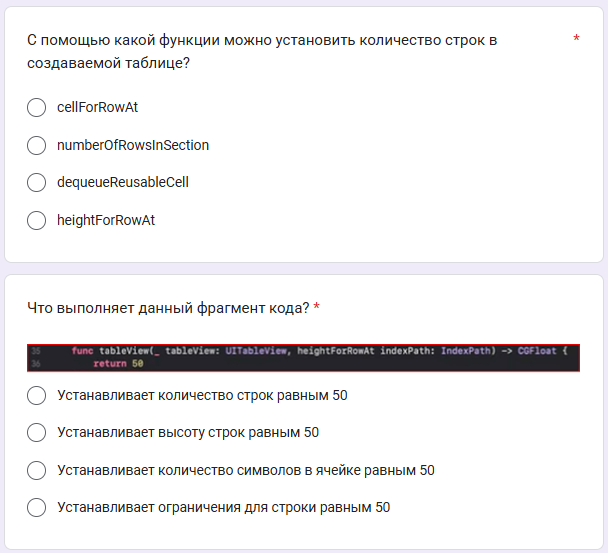 С помощью какой функции можно установить количество строк в *
создаваемой таблице?
cellForRowAt
numberOfRowsInSection
dequeueReusableCell
heightForRowAt
Что выполняет данный фрагмент кода? *
35 func tableView(_ tableView: UITableView, heightForRowAt indexPath: IndexPath) -> CGFloat {
36 return 50
Устанавливает количество строк равным 50
Устанавливает высоту строк равным 50
Устанавливает количество символов в ячейке равным 50
Устанавливает ограничения для строки равным 50